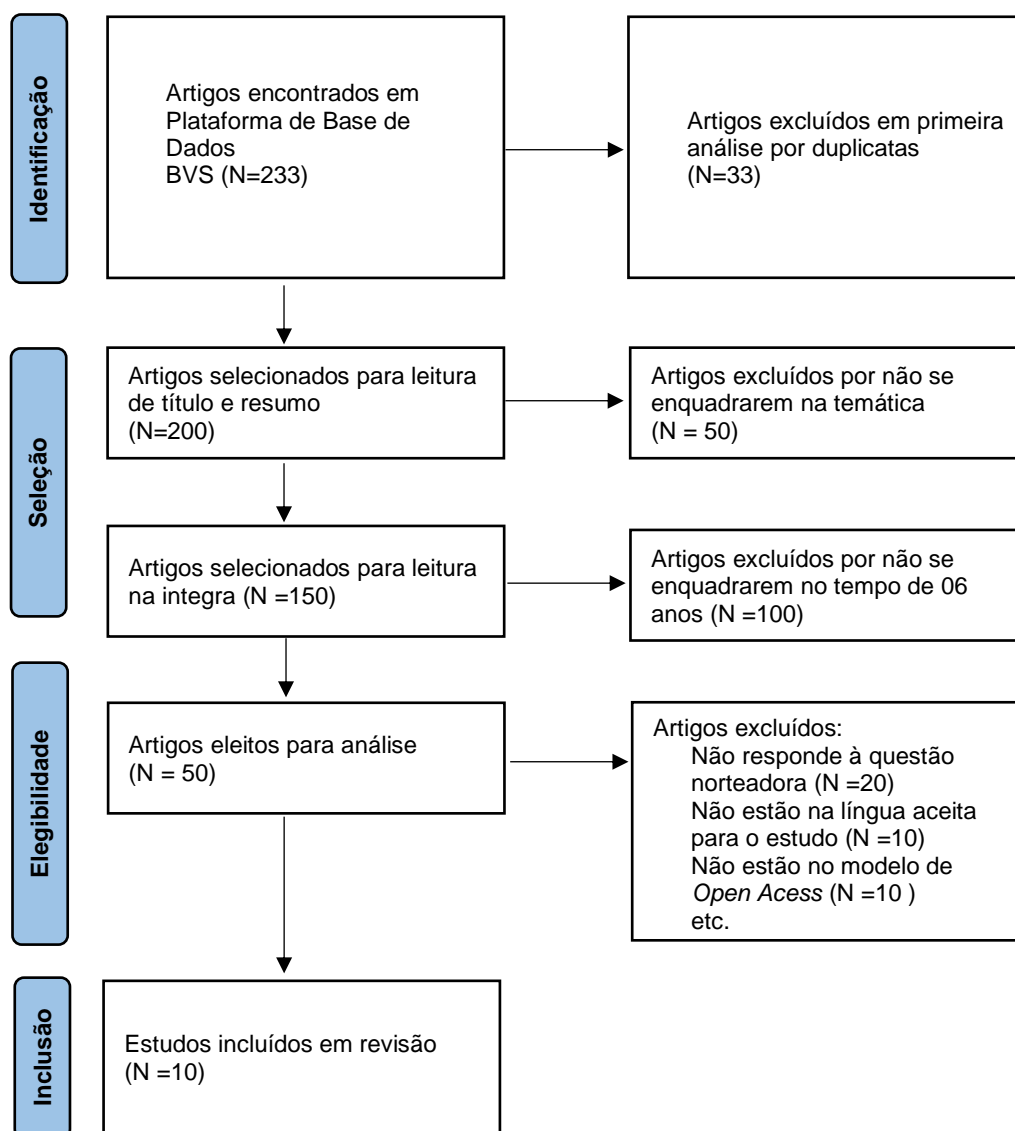 Identificação
Artigos encontrados em
Plataforma de Base de
Dados
BVS (N=233)
Artigos excluídos em primeira
análise por duplicatas
(N=33)
Seleção
Artigos selecionados para leitura
de título e resumo
(N=200)
Artigos excluídos por não se
enquadrarem na temática
(N = 50)
Artigos selecionados para leitura
na integra (N =150)
Artigos excluídos por não se
enquadrarem no tempo de 06
anos (N =100)
Elegibilidade
Artigos eleitos para análise
(N = 50)
Artigos excluídos:
Não responde à questão
norteadora (N =20)
Não estão na língua aceita
para o estudo (N =10)
Não estão no modelo de
Open Acess (N =10 )
etc.
Inclusão
Estudos incluídos em revisão
(N =10)